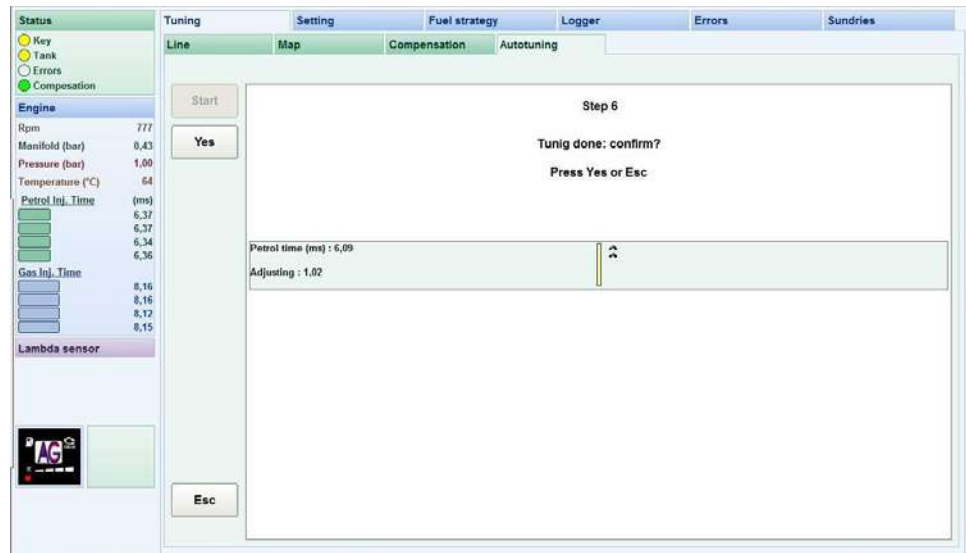 Status
Key
Tank
Errors
Compesation
Engine
Rpm 777
Manifold (bar) 0,43
Pressure (bar) 1,00
Temperature (°C) 64
Petrol Inj. Time (ms)
6,37
6,37
6,34
6,36
Gas Inj. Time
8,16
8,16
8,12
8,15
Lambda sensor
AG
Tuning Setting Fuel strategy Logger Errors Sundries
Line Map Compensation Autotuning
Start
Yes
Esc
Step 6
Tunig done: confirm?
Press Yes or Esc
Petrol time (ms) : 6,09
Adjusting : 1,02